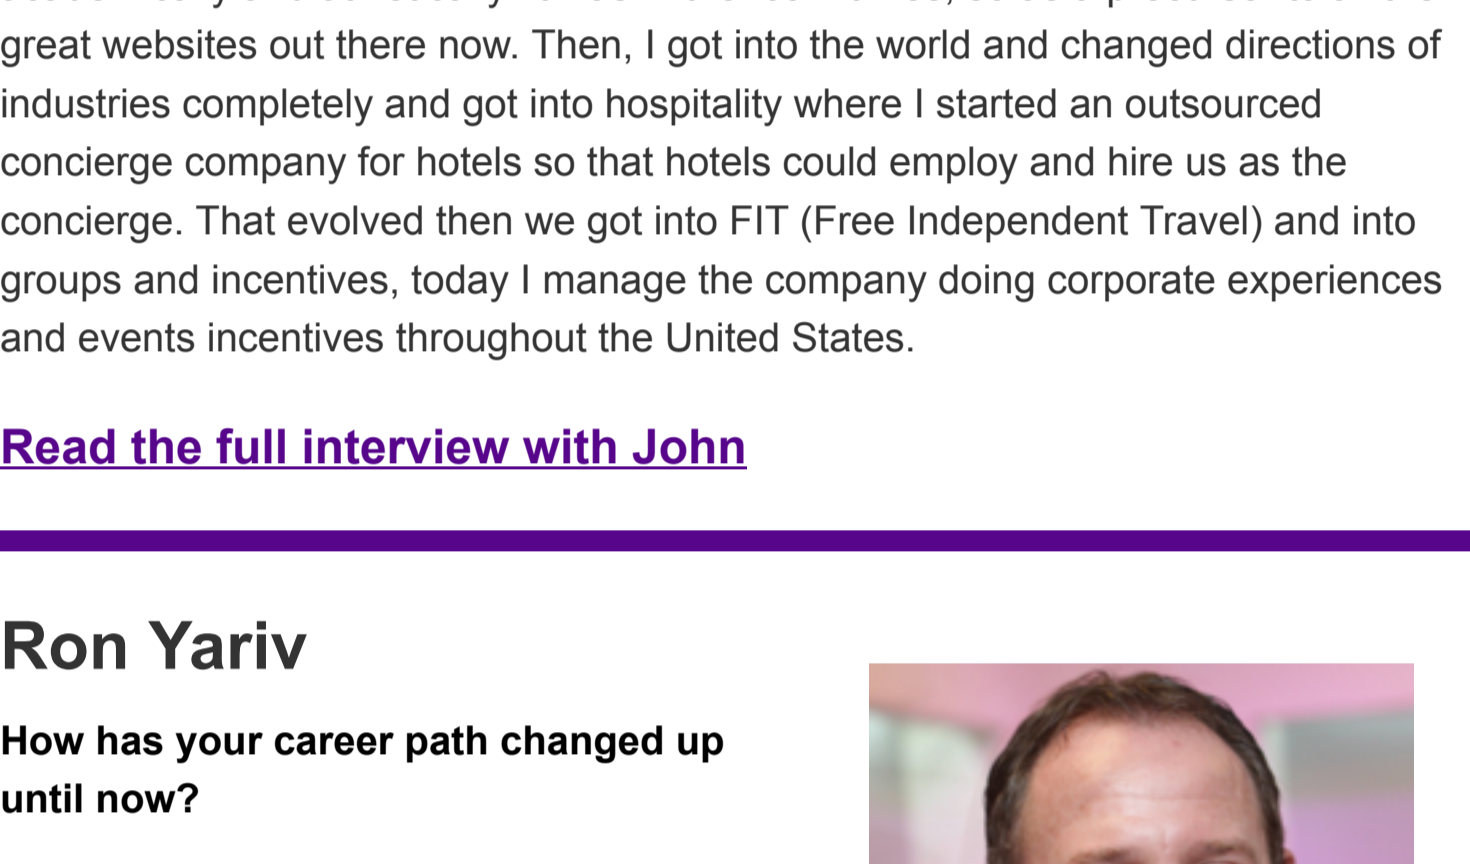 great websites out there now. Then, I got into the world and changed directions of
industries completely and got into hospitality where I started an outsourced
concierge company for hotels so that hotels could employ and hire us as the
concierge. That evolved then we got into FIT (Free Independent Travel) and into
groups and incentives, today I manage the company doing corporate experiences
and events incentives throughout the United States.
Read the full interview with John
Ron Yariv
How has your career path changed up
until now?